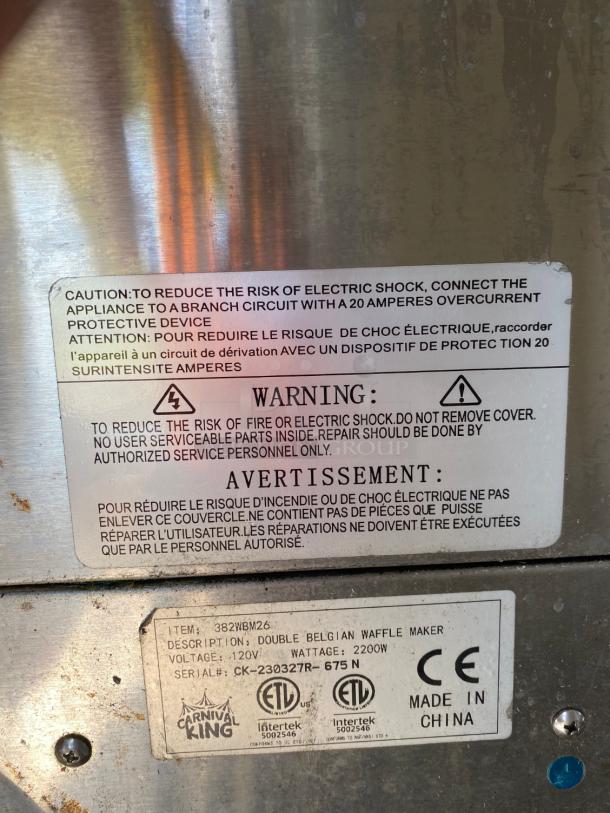 CAUTION:TO REDUCE THE RISK OF ELECTRIC SHOCK, CONNECT THE
APPLIANCE TO A BRANCH CIRCUIT WITH A 20 AMPERES OVERCURRENT
PROTECTIVE DEVICE
ATTENTION: POUR REDUIRE LE RISQUE DE CHOC ÉLECTRIQUE,raccorder
l'appareil à un circuit de dérivation AVEC UN DISPOSITIF DE PROTEC TION 20
SURINTENSITE AMPERES
WARNING:
TO REDUCE THE RISK OF FIRE OR ELECTRIC SHOCK.DO NOT REMOVE COVER.
NO USER SERVICEABLE PARTS INSIDE.REPAIR SHOULD BE DONE BY
AUTHORIZED SERVICE PERSONNEL ONLY.
GROUP
AVERTISSEMENT:
POUR RÉDUIRE LE RISQUE D'INCENDIE OU DE CHOC ÉLECTRIQUE NE PAS
ENLEVER CE COUVERCLE.NE CONTIENT PAS DE PIÈCES QUE PUISSE
RÉPARER L'UTILISATEUR.LES RÉPARATIONS NE DOIVENT ÊTRE EXÉCUTÉES
QUE PAR LE PERSONNEL AUTORISÉ.
ITEM: 382WBM26
DESCRIPTION: DOUBLE BELGIAN WAFFLE MAKER
VOLTAGE: 120V WATTAGE: 2200W
SERIAL#: CK-230327R- 675 N
CE
CARNIVAL KING
ETL LISTED US
Intertek
5002546
ETL
Intertek
5002546
MADE IN
CHINA